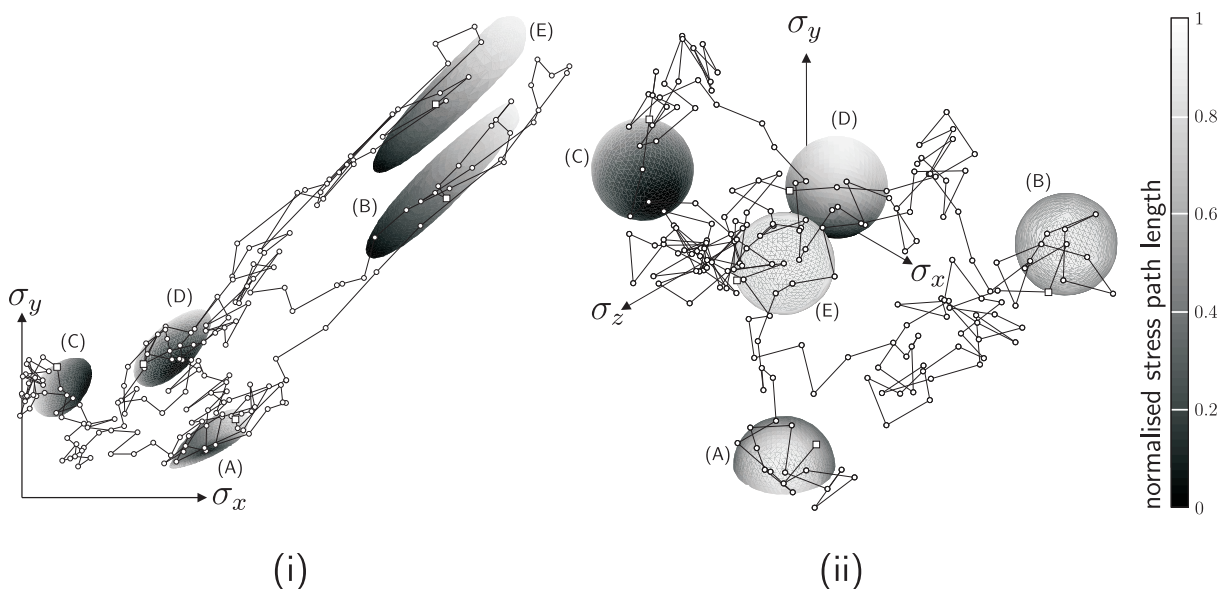 (E)
(B)
(D)
σy
(C)
(A)
σx
(i)
σy
(D)
(C)
(B)
σx
σz
(E)
(A)
(ii)
normalised stress path length
1
0.8
0.6
0.4
0.2
0